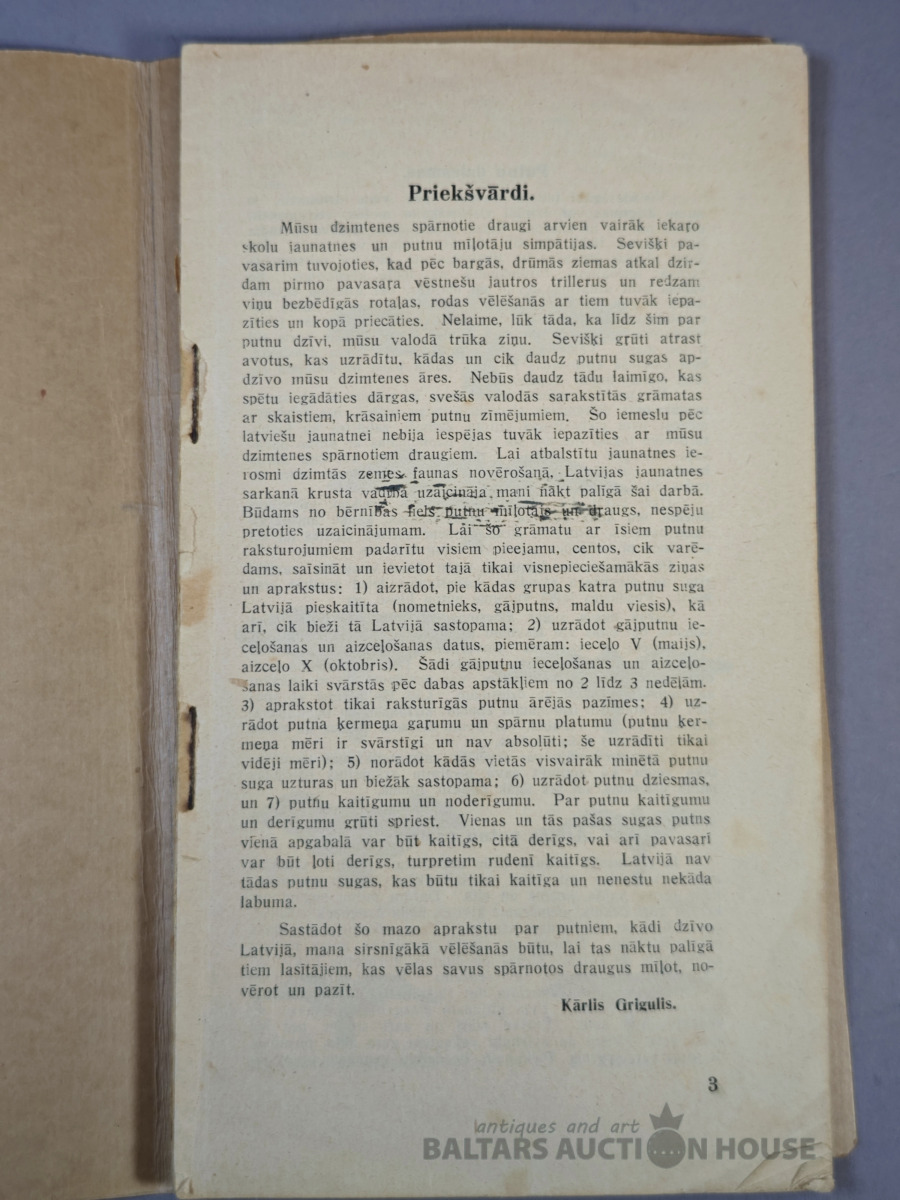 Priekšvārdi.
Mūsu dzimtenes spārnotie draugi arvien vairāk iekaŗo
skolu jaunatnes un putnu mīļotāju simpātijas. Sevišķi pa-
vasarim tuvojoties, kad pēc bargās, drūmās ziemas atkal dzir-
dam pirmo pavasaŗa vēstnešu jautros trillerus un redzam
viņu bezbēdīgās rotaļas, rodas vēlēšanās ar tiem tuvāk iepa-
zīties un kopā priecāties. Nelaime, lūk tāda, ka līdz šim par
putnu dzīvi, mūsu valodā trūka ziņu. Sevišķi grūti atrast
avotus, kas uzrādītu, kādas un cik daudz putnu sugas ap-
dzīvo mūsu dzimtenes āres. Nebūs daudz tādu laimīgo, kas
spētu iegādāties dārgas, svešās valodās sarakstītās grāmatas
ar skaistiem, krāsainiem putnu zīmējumiem. Šo iemeslu pēc
latviešu jaunatnei nebija iespējas tuvāk iepazīties ar mūsu
dzimtenes spārnotiem draugiem. Lai atbalstītu jaunatnes ie-
rosmi dzimtās zemes faunas novērošanā, Latvijas jaunatnes
sarkanā krusta vadība uzaicināja mani nākt palīgā šai darbā.
Būdams no bērnības liels putnu mīļotājs un draugs, nespēju
pretoties uzaicinājumam. Lai šo grāmatu ar īsiem putnu
raksturojumiem padarītu visiem pieejamu, centos, cik varē-
dams, saīsināt un ievietot tajā tikai visnepieciešamākās ziņas
un aprakstus: 1) aizrādot, pie kādas grupas katra putnu suga
Latvijā pieskaitīta (nometnieks, gājputns, maldu viesis), kā
arī, cik bieži tā Latvijā sastopama; 2) uzrādot gājputnu ie-
ceļošanas un aizceļošanas datus, piemēram: ieceļo V (maijs),
aizceļo X (oktobris). Šādi gājputņu ieceļošanas un aizceļo-
šanas laiki svārstās pēc dabas apstākļiem no 2 līdz 3 nedēļām.
3) aprakstot tikai raksturīgās putnu ārējās pazīmes; 4) uz-
rādot putna ķermeņa gaŗumu un spārnu platumu (putnu ķer-
meņa mēri ir svārstīgi un nav absolūti; še uzrādīti tikai
vidēji mēri); 5) norādot kādās vietās visvairāk minētā putnu
suga uzturas un biežāk sastopama; 6) uzrādot putnu dziesmas,
un 7) putnu kaitīgumu un noderīgumu. Par putnu kaitīgumu
un derīgumu grūti spriest. Vienas un tās pašas sugas putns
vienā apgabalā var būt kaitīgs, citā derīgs, vai arī pavasarī
var būt ļoti derīgs, turpretim rudenī kaitīgs. Latvijā nav
tādas putnu sugas, kas būtu tikai kaitīga un nenestu nekāda
labuma.
Sastādot šo mazo aprakstu par putniem, kādi dzīvo
Latvijā, mana sirsnīgākā vēlēšanās būtu, lai tas nāktu palīgā
tiem lasītājiem, kas vēlas savus spārnotos draugus mīļot, no-
vērot un pazīt.
Kārlis Grigulis.
3
antiques and art
BALTARS AUCTION HOUSE